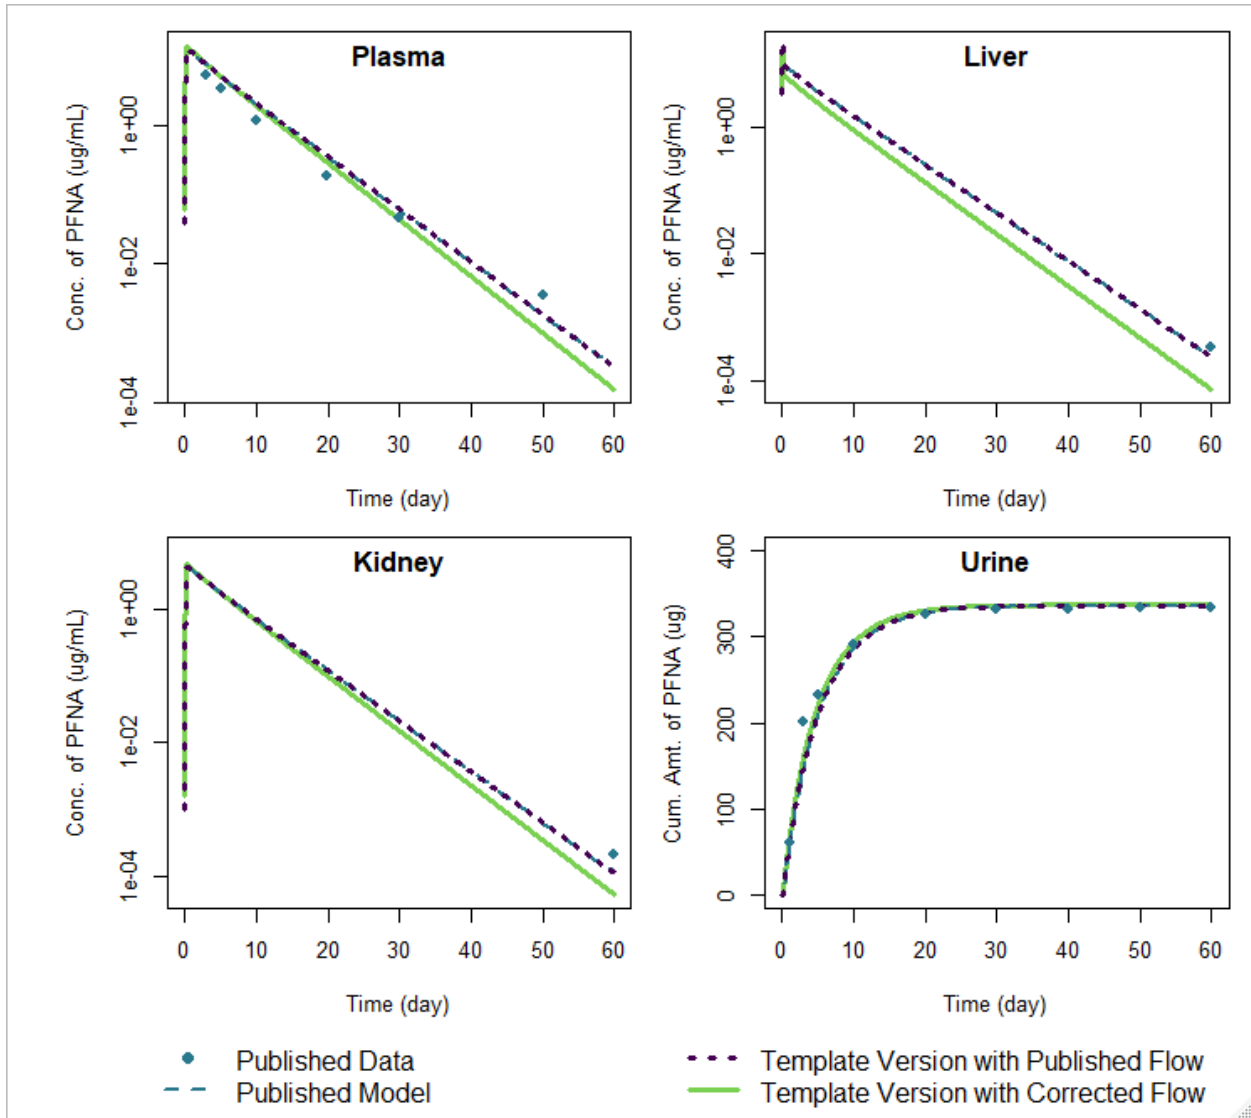 Plasma
Conc. of PFNA (ug/mL)
1e+00
1e-02
1e-04
0 10 20 30 40 50 60
Time (day)
Liver
Conc. of PFNA (ug/mL)
1e+00
1e-02
1e-04
0 10 20 30 40 50 60
Time (day)
Kidney
Conc. of PFNA (ug/mL)
1e+00
1e-02
1e-04
0 10 20 30 40 50 60
Time (day)
Urine
Cum. Amt. of PFNA (ug)
400
300
200
100
0
0 10 20 30 40 50 60
Time (day)
Published Data
Published Model
Template Version with Published Flow
Template Version with Corrected Flow